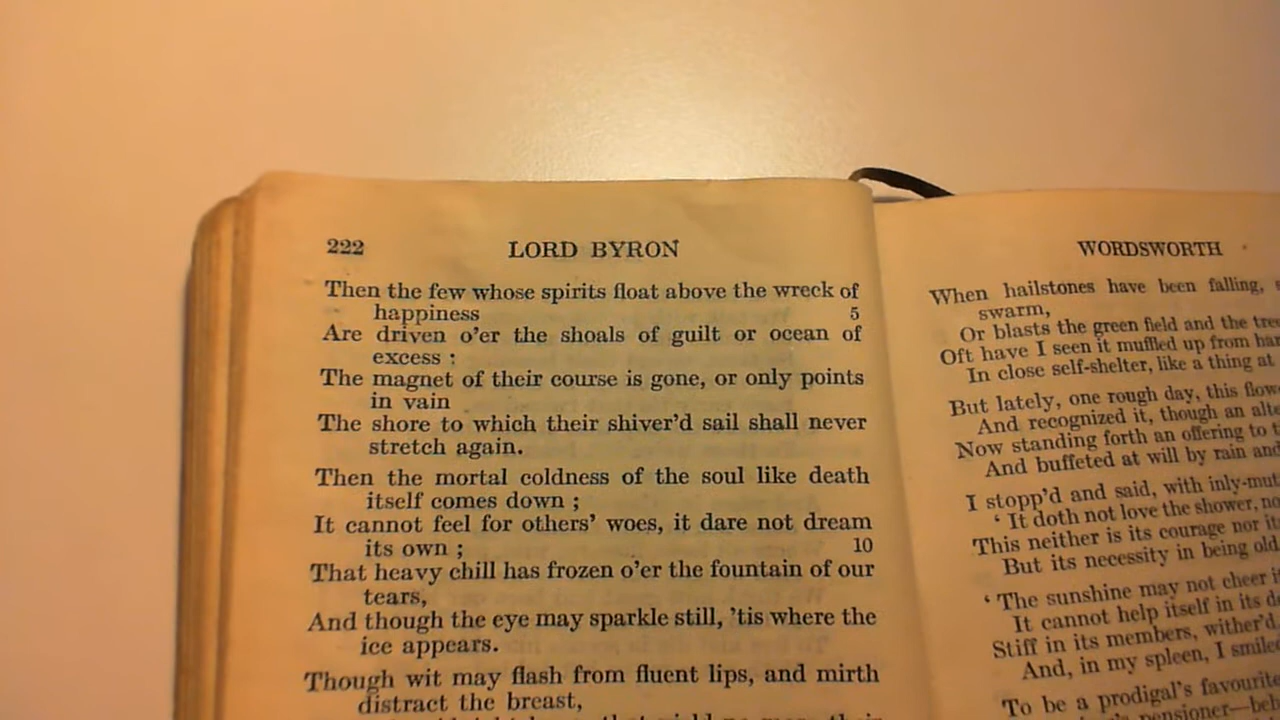 222 LORD BYRON
Then the few whose spirits float above the wreck of
happiness 5
Are driven o'er the shoals of guilt or ocean of
excess :
The magnet of their course is gone, or only points
in vain
The shore to which their shiver'd sail shall never
stretch again.
Then the mortal coldness of the soul like death
itself comes down ;
It cannot feel for others' woes, it dare not dream
its own ; 10
That heavy chill has frozen o'er the fountain of our
tears,
And though the eye may sparkle still, 'tis where the
ice appears.
Though wit may flash from fluent lips, and mirth
distract the breast,
WORDSWORTH
When hailstones have been falling,
swarm,
Or blasts the green field and the
Oft have I seen it muffled up from
In close self-shelter, like a thing at
But lately, one rough day, this
And recognized it, though an
Now standing forth an offering to
And buffeted at will by rain and
I stopp'd and said, with
‘ It doth not love the shower,
This neither is its courage nor
But its necessity in being old.
‘ The sunshine may not cheer
It cannot help itself in its
Stiff in its members, wither'd,
And, in my spleen, I
To be a prodigal's